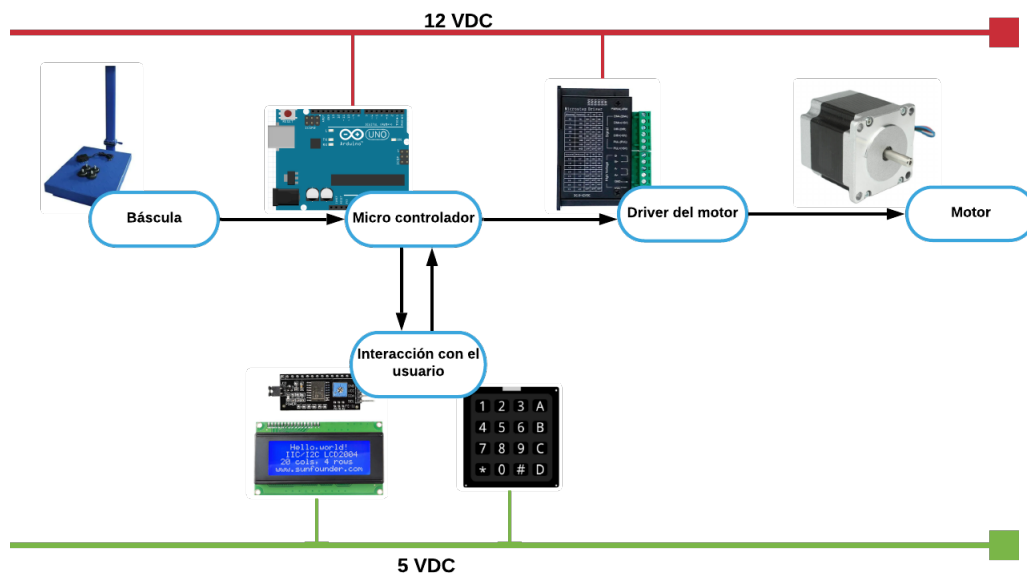 12 VDC
UNO
Arduino
Microstep Driver
Báscula
Micro controlador
Driver del motor
Motor
Interacción con el
usuario
Hello,world!
IIC/I2C LCD2004
20 cols, 4 rows
www.sunfounder.com
1 2 3 A
4 5 6 B
7 8 9 C
* 0 # D
5 VDC